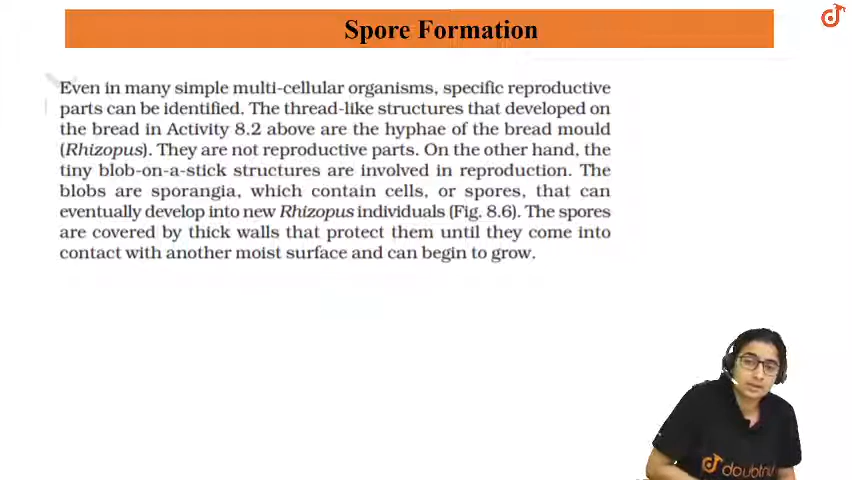 Spore Formation
Even in many simple multi-cellular organisms, specific reproductive
parts can be identified. The thread-like structures that developed on
the bread in Activity 8.2 above are the hyphae of the bread mould
(Rhizopus). They are not reproductive parts. On the other hand, the
tiny blob-on-a-stick structures are involved in reproduction. The
blobs are sporangia, which contain cells, or spores, that can
eventually develop into new Rhizopus individuals (Fig. 8.6). The spores
are covered by thick walls that protect them until they come into
contact with another moist surface and can begin to grow.
doubtnut